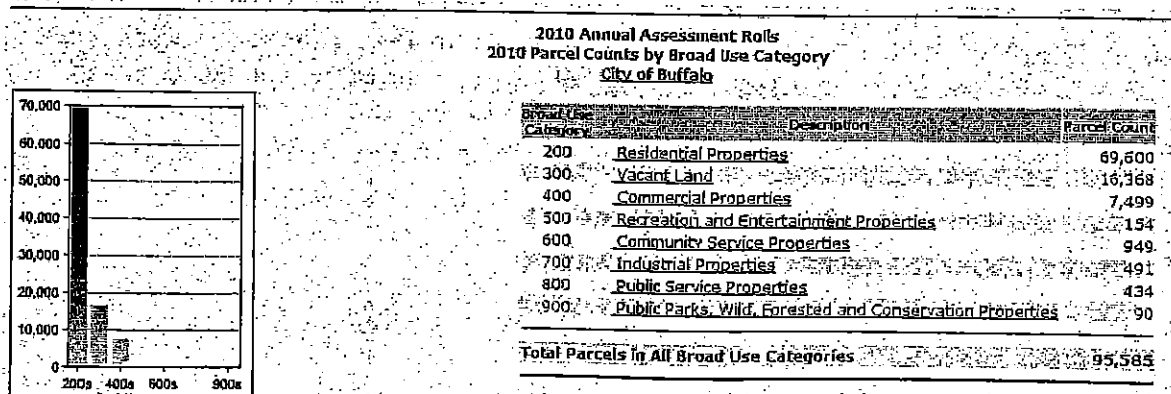 2010 Annual Assessment Rolls
2010 Parcel Counts by Broad Use Category
City of Buffalo
70,000
60,000
50,000
40,000
30,000
20,000
10,000
0
200s 400s 600s 900s
Broad Use Category Description Parcel Count
200 Residential Properties 69,600
300 Vacant Land 16,368
400 Commercial Properties 7,499
500 Recreation and Entertainment Properties 154
600 Community Service Properties 949
700 Industrial Properties 491
800 Public Service Properties 434
900 Public Parks, Wild, Forested and Conservation Properties 90
Total Parcels in All Broad Use Categories 95,585